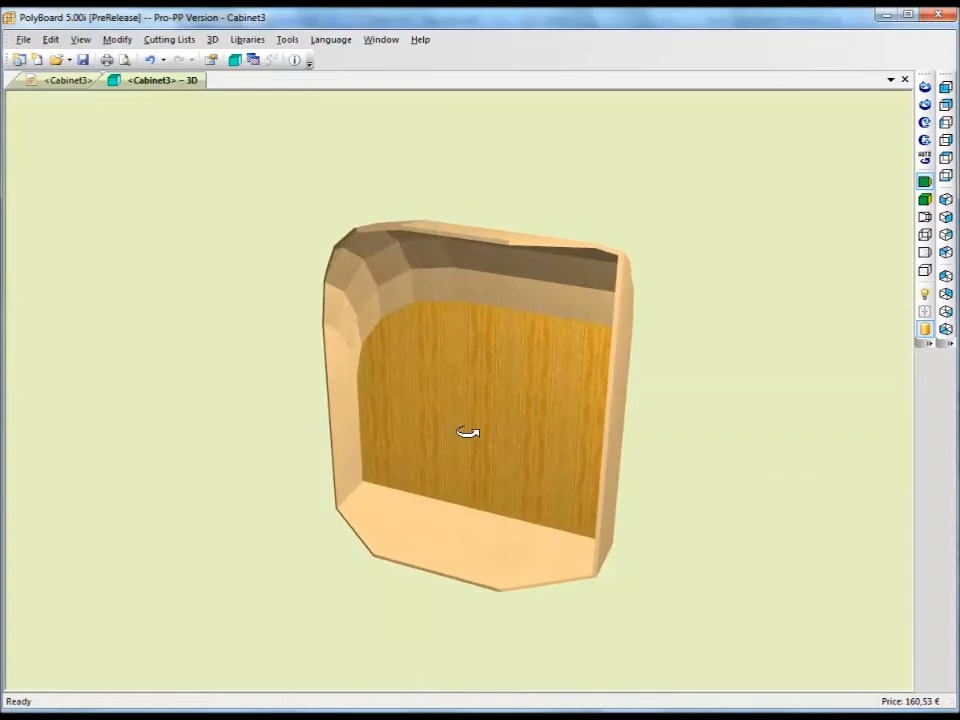 PolyBoard 5.00i [PreRelease] -- Pro-PP Version - Cabinet3
File Edit View Modify Cutting Lists 3D Libraries Tools Language Window Help
<Cabinet3> <Cabinet3> - 3D
AUTO
Ready Price: 160,53 €